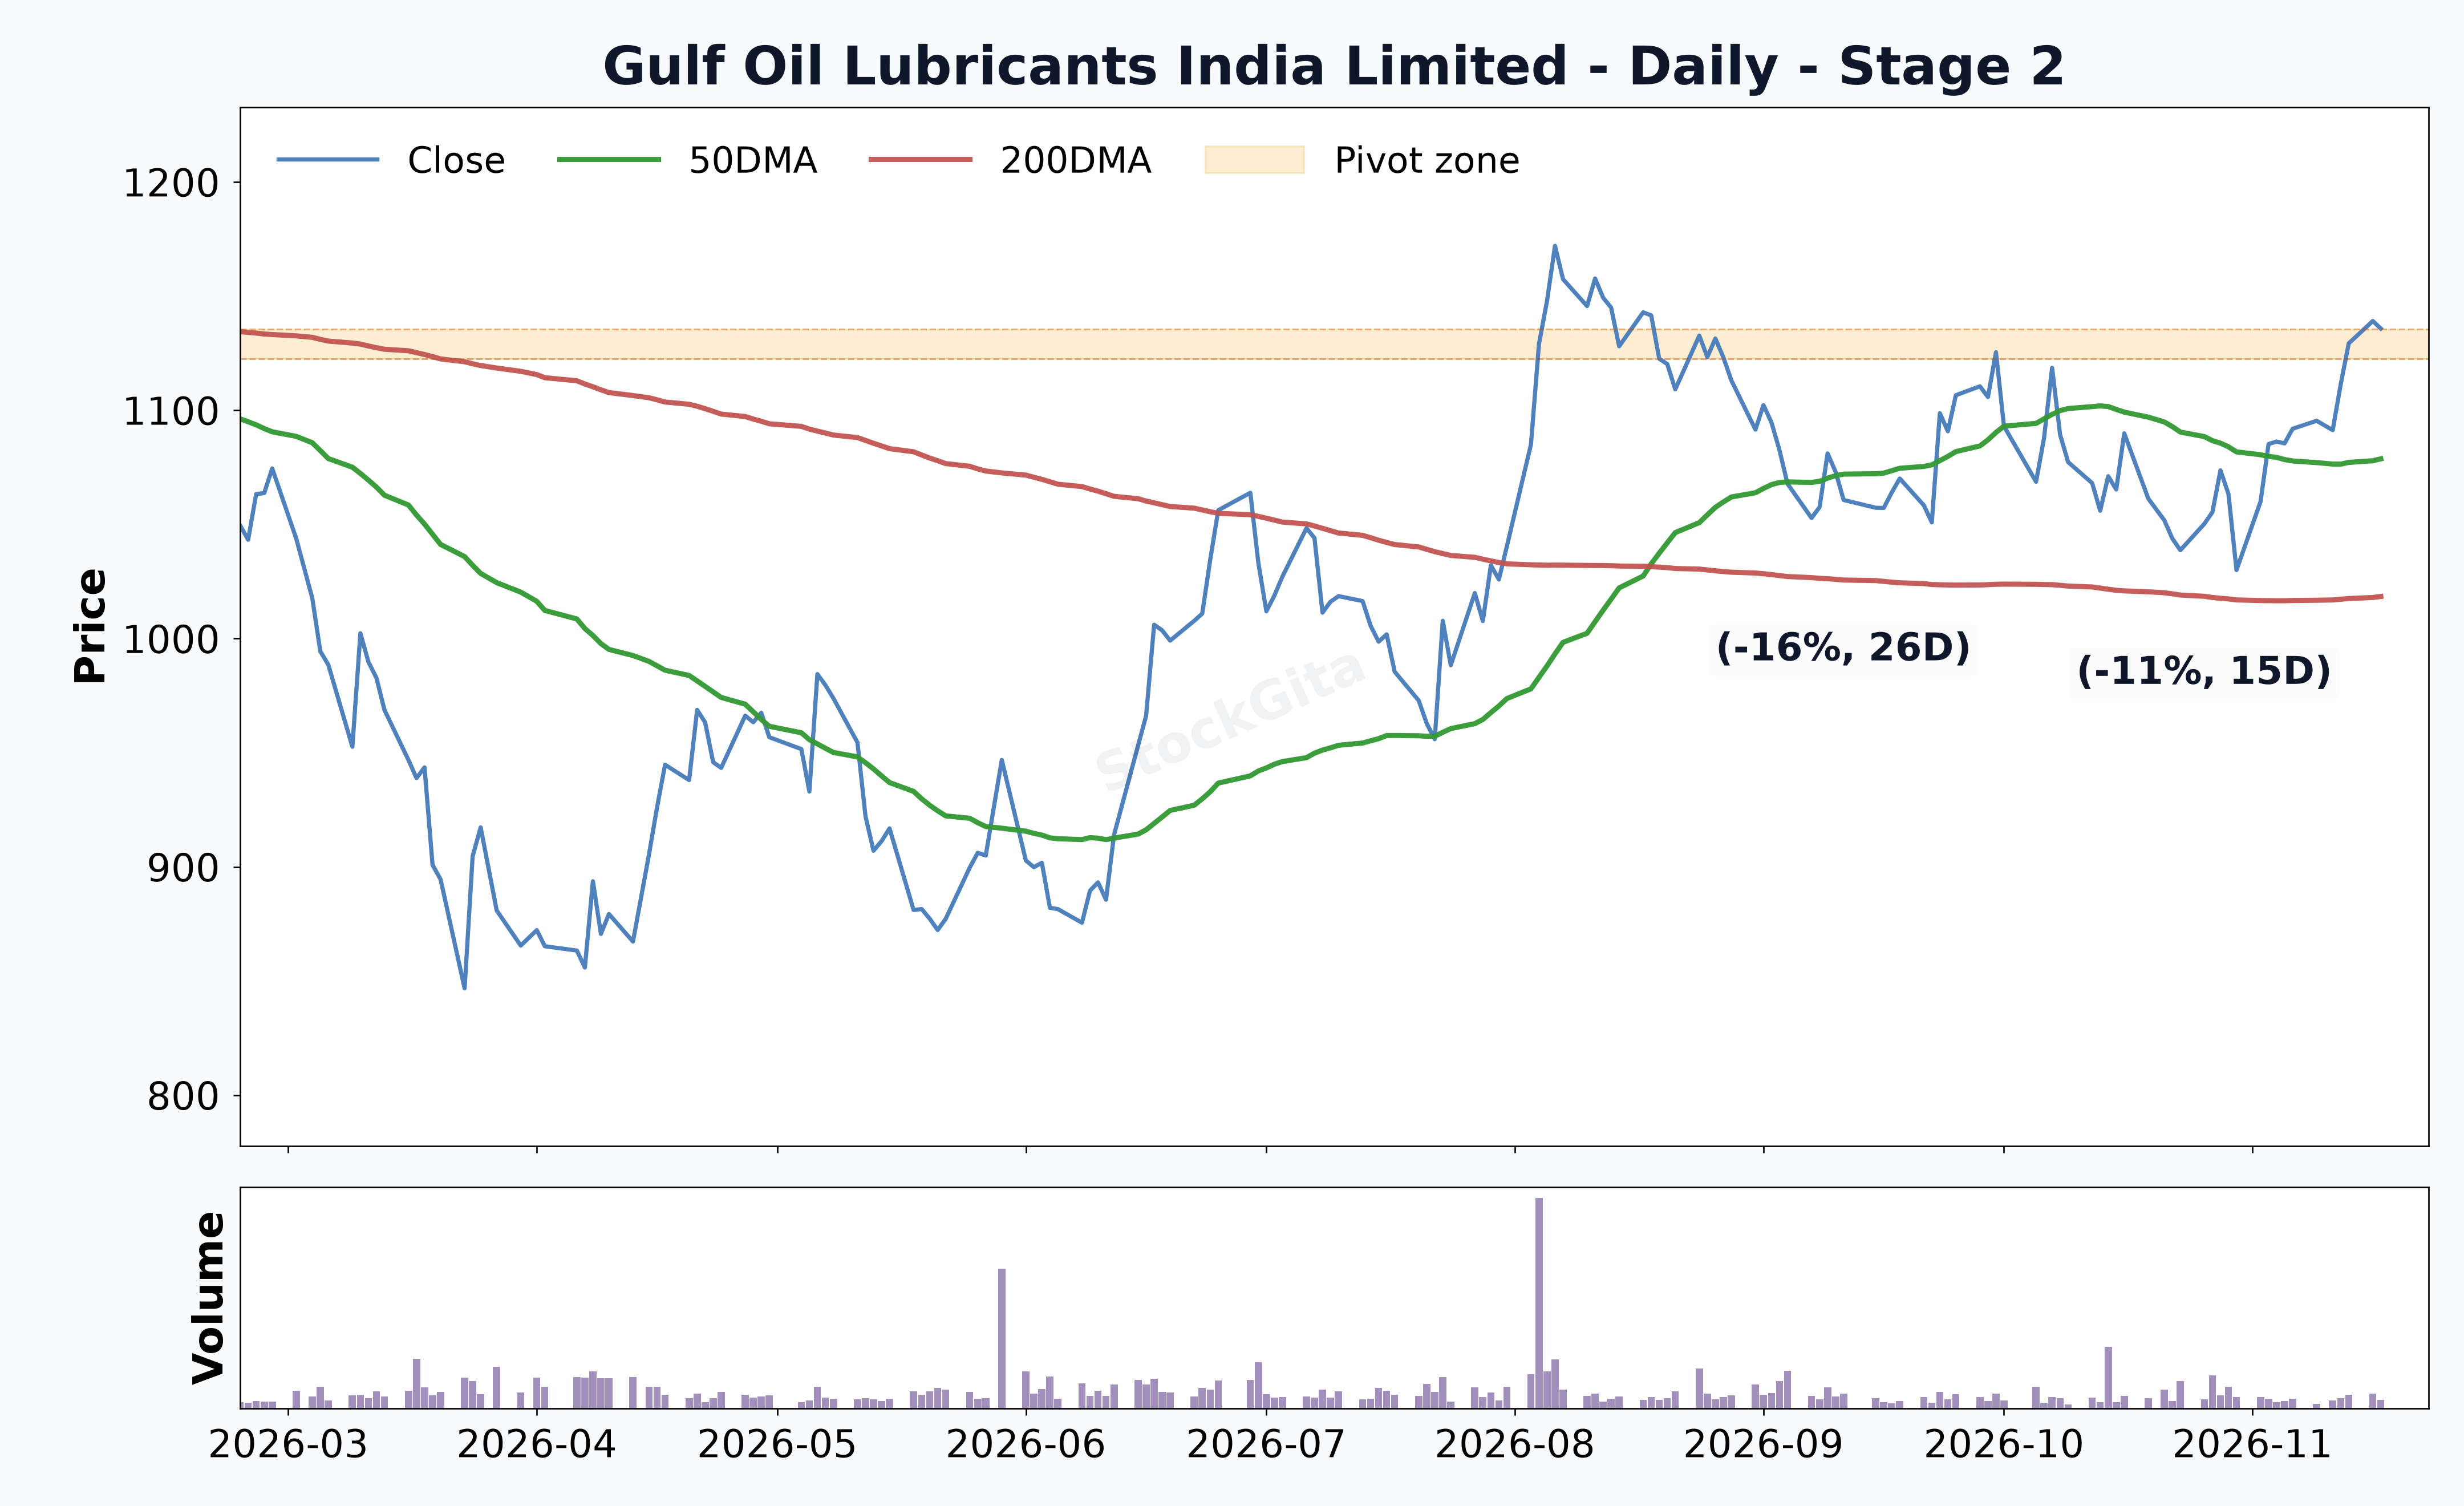 Gulf Oil Lubricants India Limited - Daily - Stage 2
Close 50DMA 200DMA Pivot zone
Price
1200
1100
1000
900
800
(-16%, 26D)
(-11%, 15D)
StockGita
Volume
2026-03 2026-04 2026-05 2026-06 2026-07 2026-08 2026-09 2026-10 2026-11